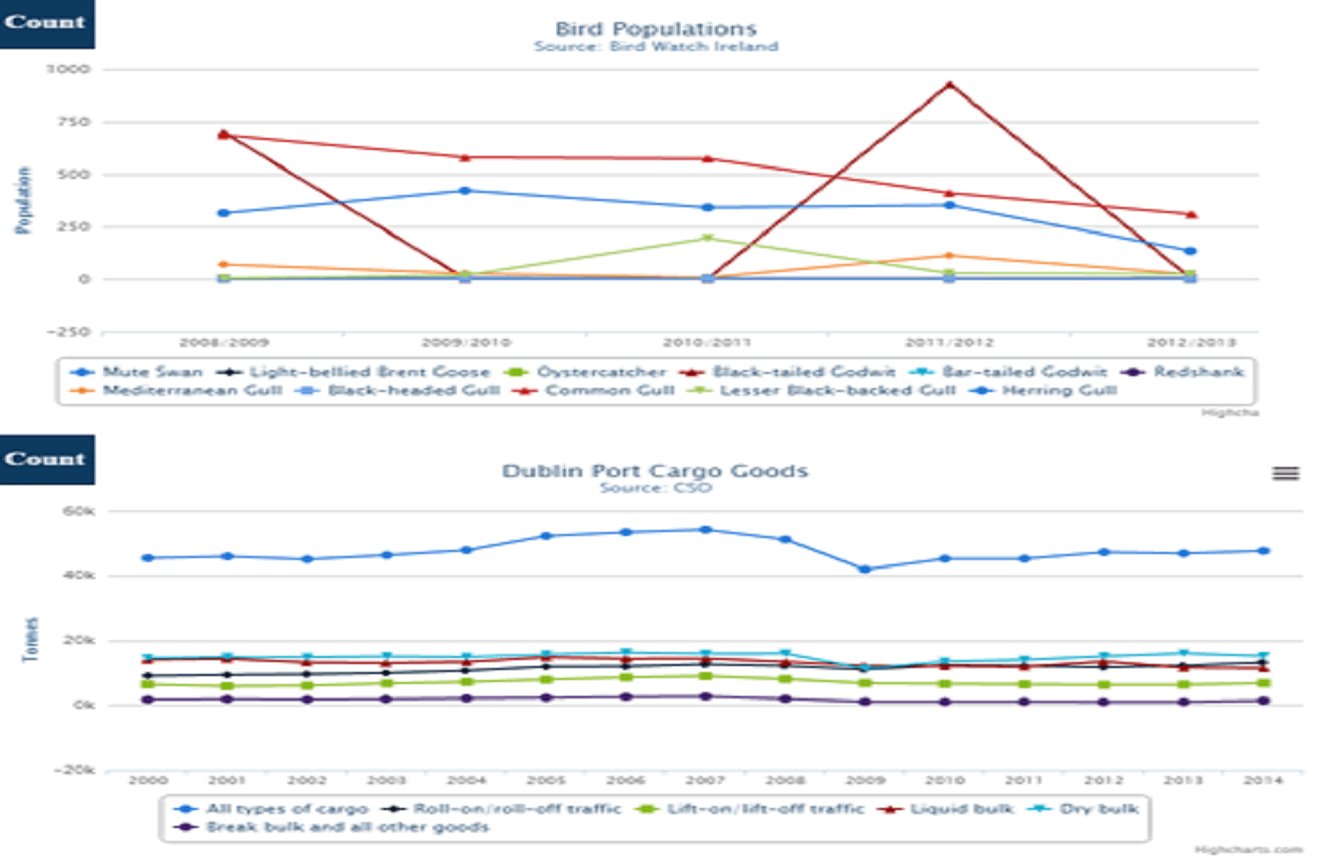 Count
Bird Populations
Source: Bird Watch Ireland
1000
750
500
250
0
-250
Population
2008/2009 2009/2010 2010/2011 2011/2012 2012/2013
Mute Swan Light-bellied Brent Goose Oystercatcher Black-tailed Godwit Bar-tailed Godwit Redshank
Mediterranean Gull Black-headed Gull Common Gull Lesser Black-backed Gull Herring Gull
Highcha
Count
Dublin Port Cargo Goods
Source: CSO
60k
40k
20k
0k
-20k
Tonnes
2000 2001 2002 2003 2004 2005 2006 2007 2008 2009 2010 2011 2012 2013 2014
All types of cargo Roll-on/roll-off traffic Lift-on/lift-off traffic Liquid bulk Dry bulk
Break bulk and all other goods
Highcharts.com